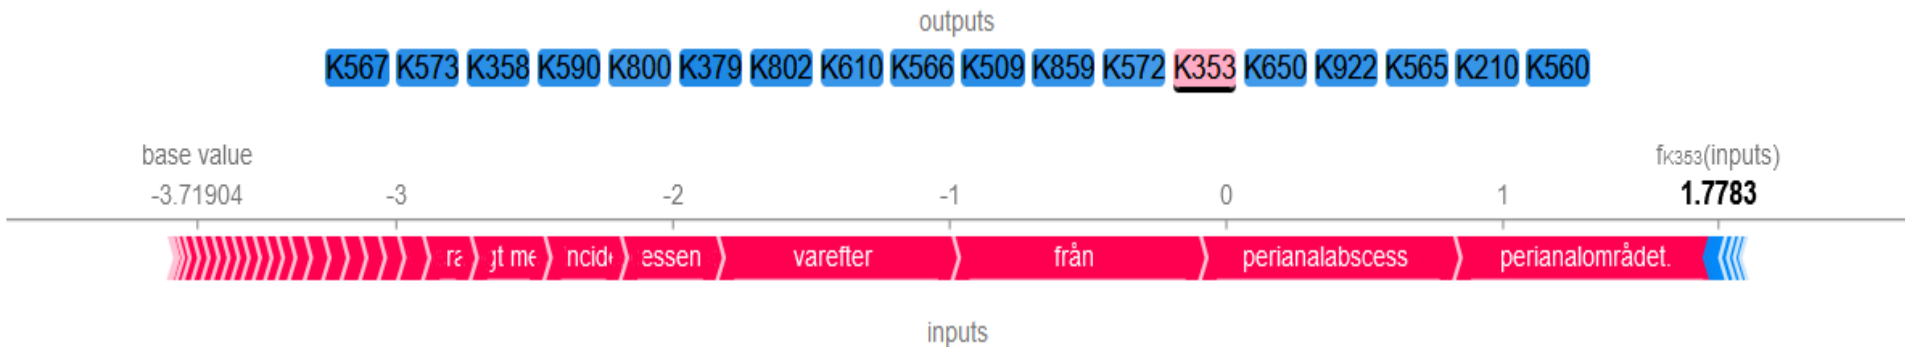 outputs
K567 K573 K358 K590 K800 K379 K802 K610 K566 K509 K859 K572 K353 K650 K922 K565 K210 K560
base value fK353(inputs)
-3.71904 -3 -2 -1 0 1 1.7783
essen varefter från perianalabscess perianalområdet.
inputs